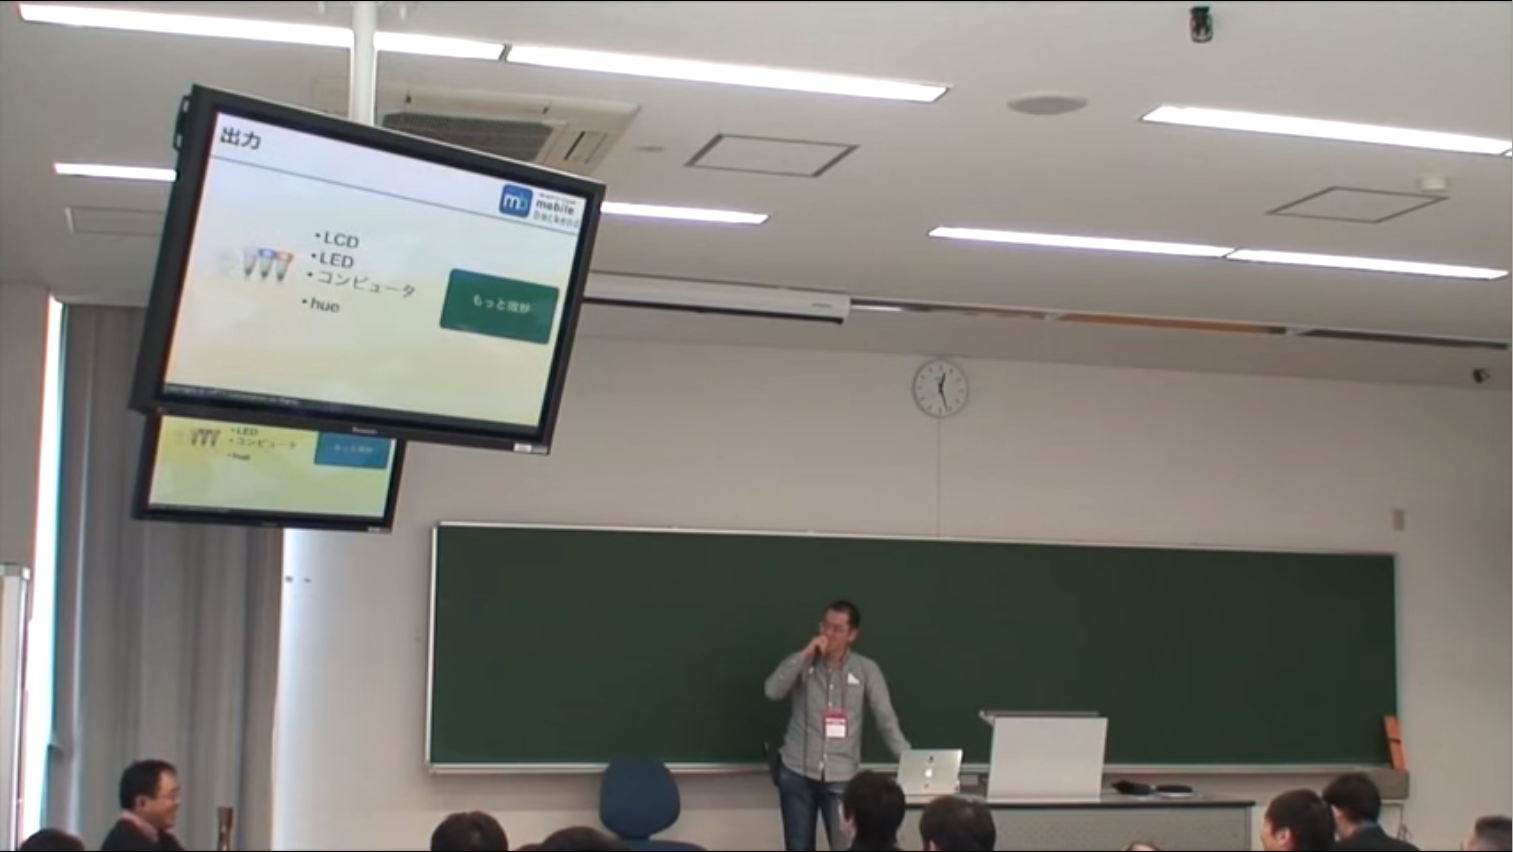 出力
mb
mobile
backend
・LCD
・LED
・コンピュータ
・hue
もっと微妙
・LED
・コンピュータ
・hue
もっと微妙